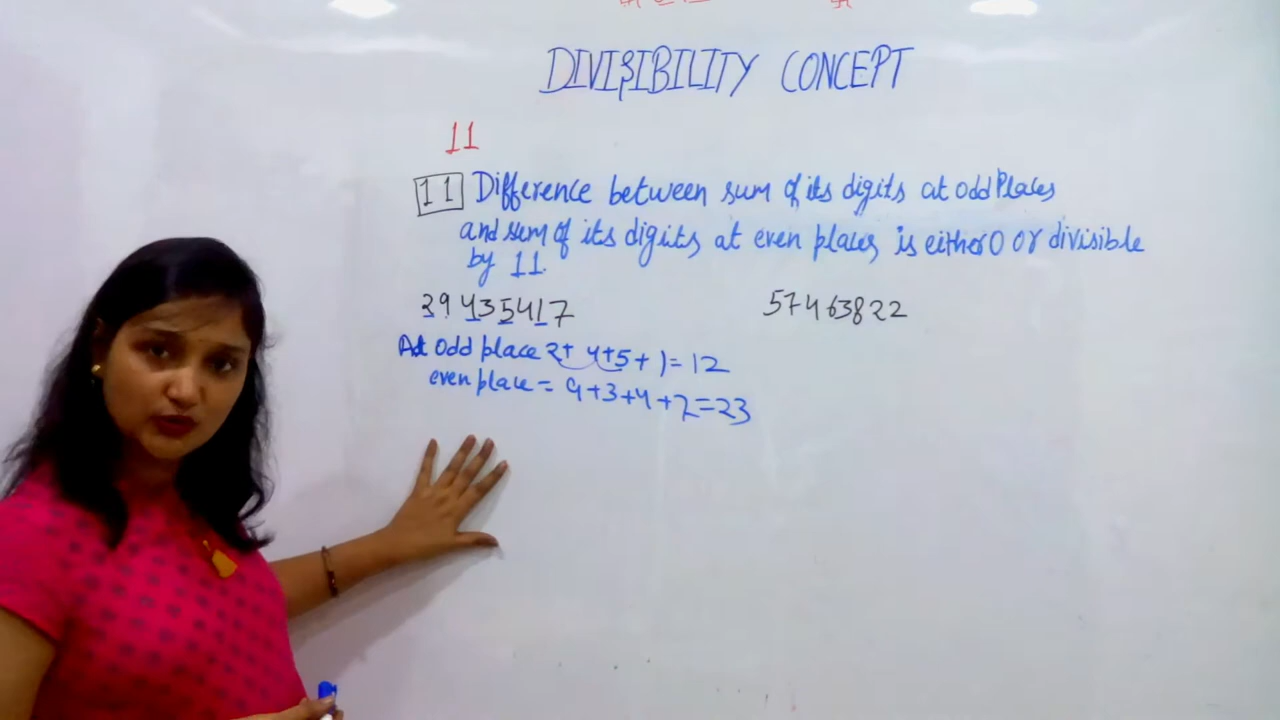 DIVISIBILITY CONCEPT
11
11 Difference between sum of its digits at odd Places
and sum of its digits at even places is either 0 or divisible
by 11.
29435417 57463822
At odd place 2+ 4+5+1=12
even place = 9+3+4+7=23